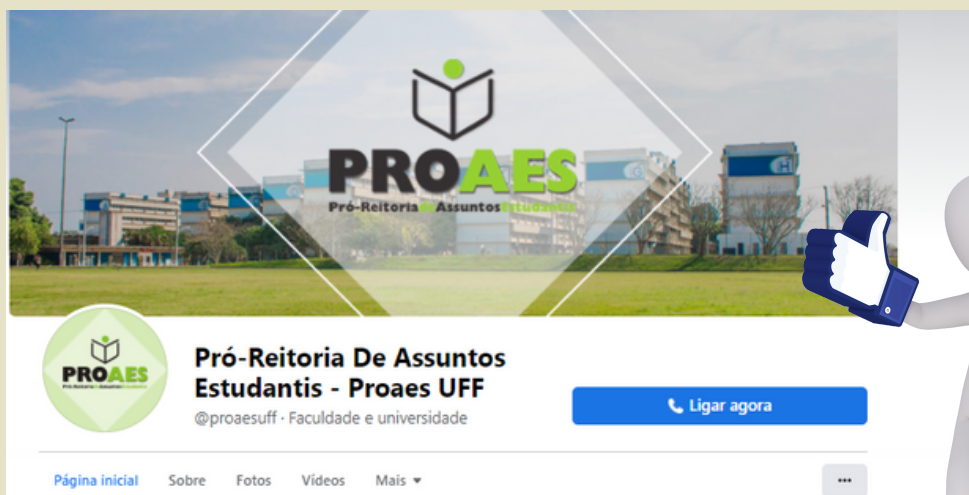 PROAES
Pró-Reitoria de Assuntos Estudantis
G
H
PROAES
Pró-Reitoria De Assuntos
Estudantis - Proaes UFF
@proaesuff · Faculdade e universidade
Ligar agora
Página inicial Sobre Fotos Vídeos Mais